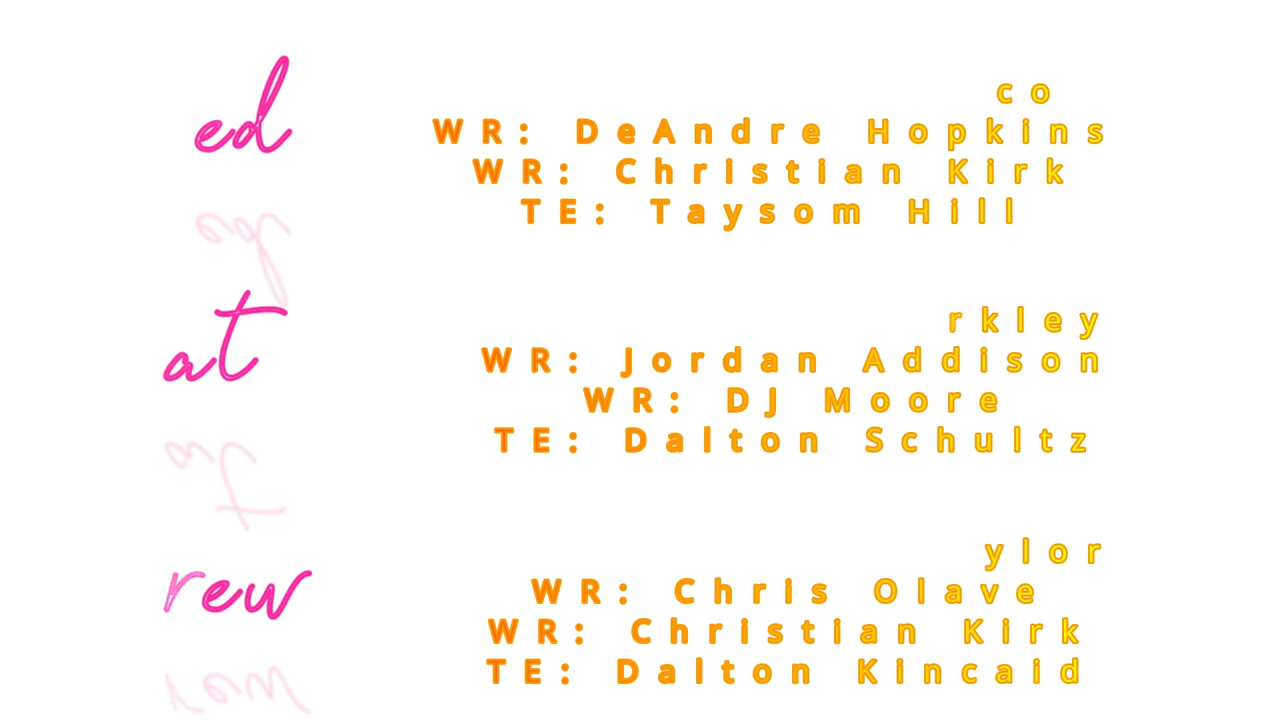 ed
co
WR: DeAndre Hopkins
WR: Christian Kirk
TE: Taysom Hill
at
rkley
WR: Jordan Addison
WR: DJ Moore
TE: Dalton Schultz
rew
ylor
WR: Chris Olave
WR: Christian Kirk
TE: Dalton Kincaid